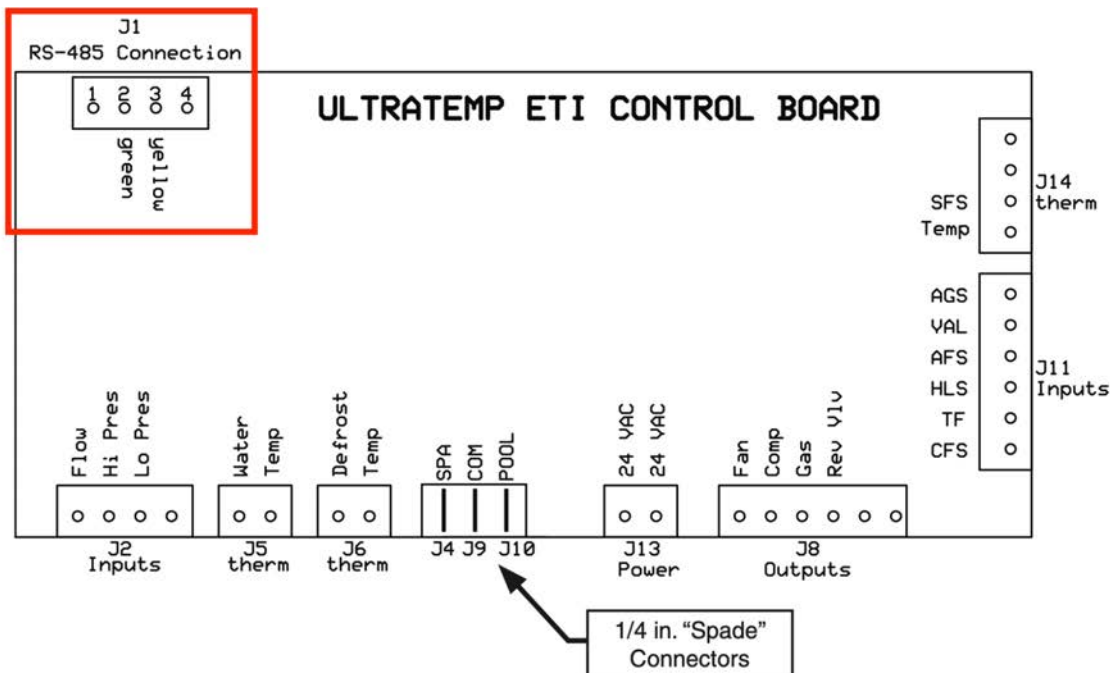 J1
RS-485 Connection
1 2 3 4
green
yellow
ULTRATEMP ETI CONTROL BOARD
J14
therm
SFS
Temp
AGS
VAL
AFS
HLS
TF
CFS
J11
Inputs
Flow
Hi Pres
Lo Pres
J2
Inputs
Water
Temp
J5
therm
Defrost
Temp
J6
therm
SPA
COM
POOL
J4 J9 J10
24 VAC
24 VAC
J13
Power
Fan
Comp
Gas
Rev Vlv
J8
Outputs
1/4 in. “Spade”
Connectors